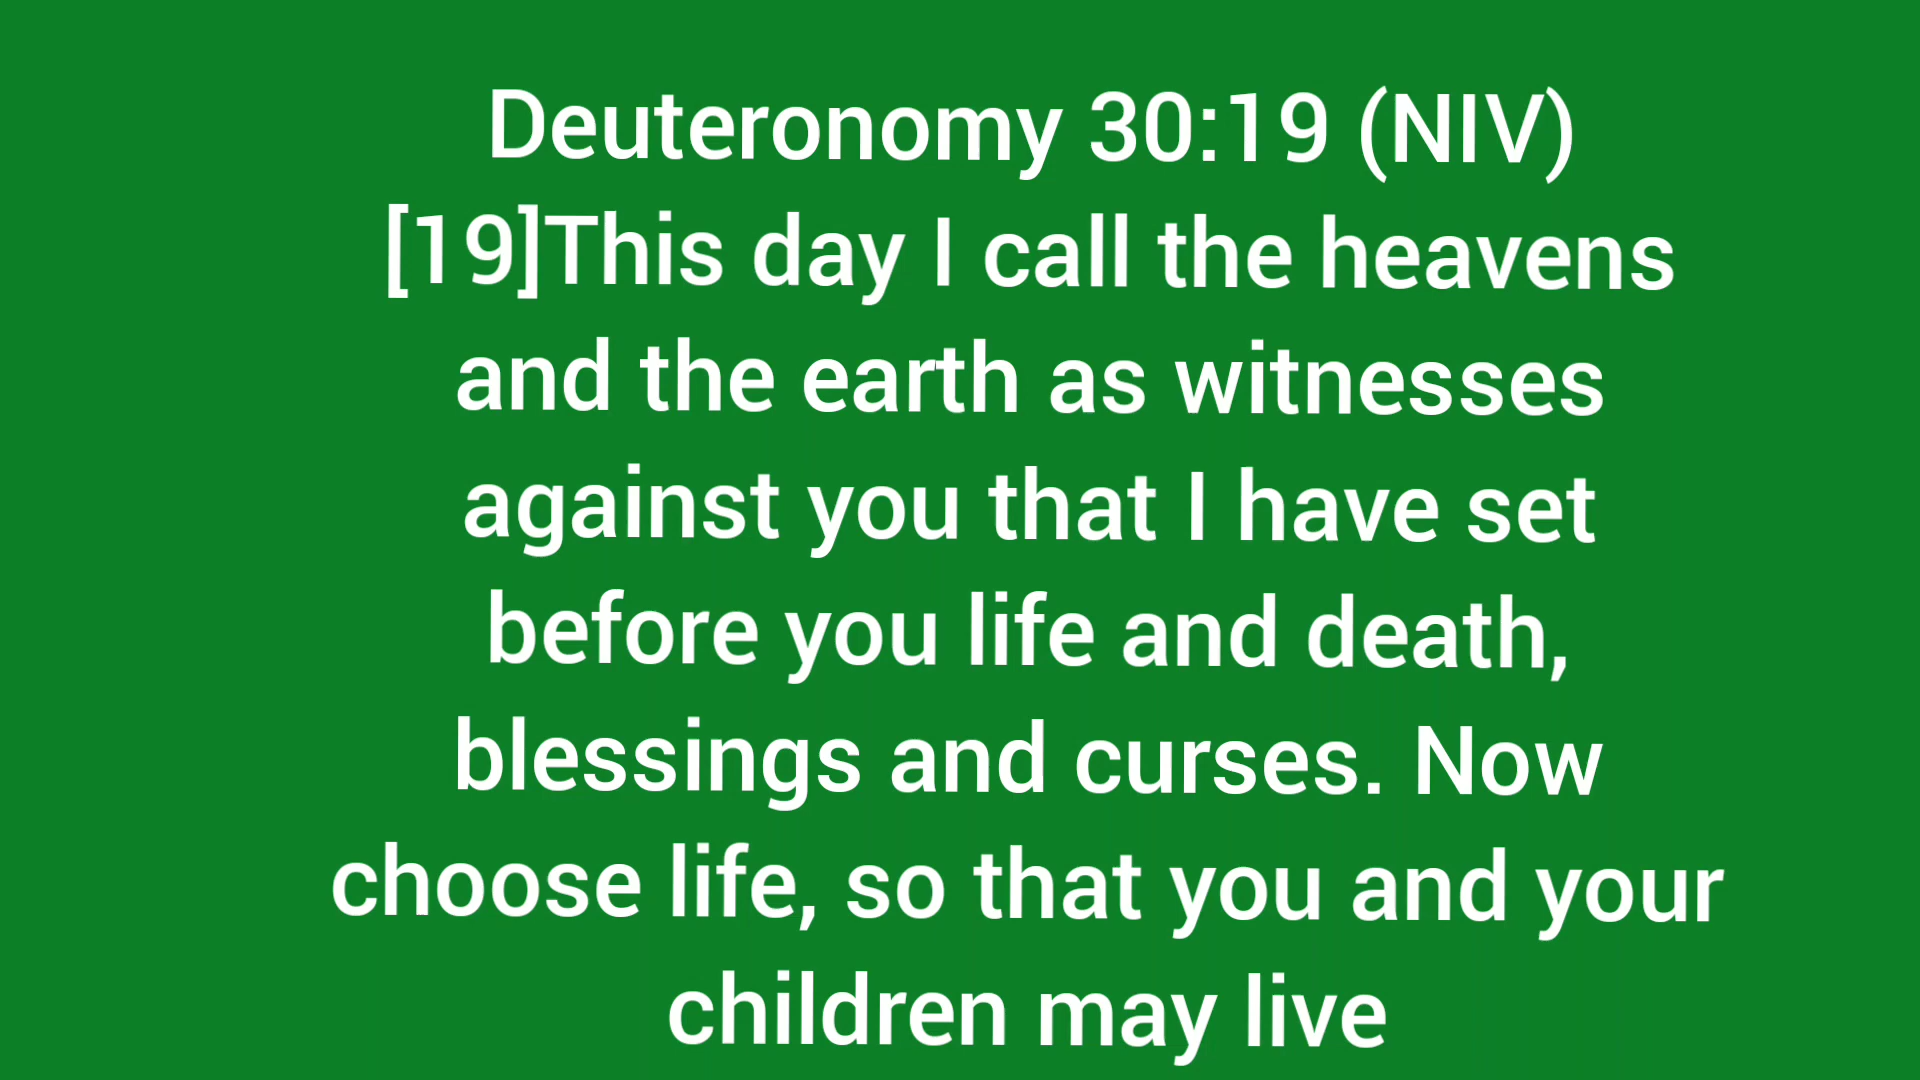 Deuteronomy 30:19 (NIV)
[19]This day I call the heavens
and the earth as witnesses
against you that I have set
before you life and death,
blessings and curses. Now
choose life, so that you and your
children may live